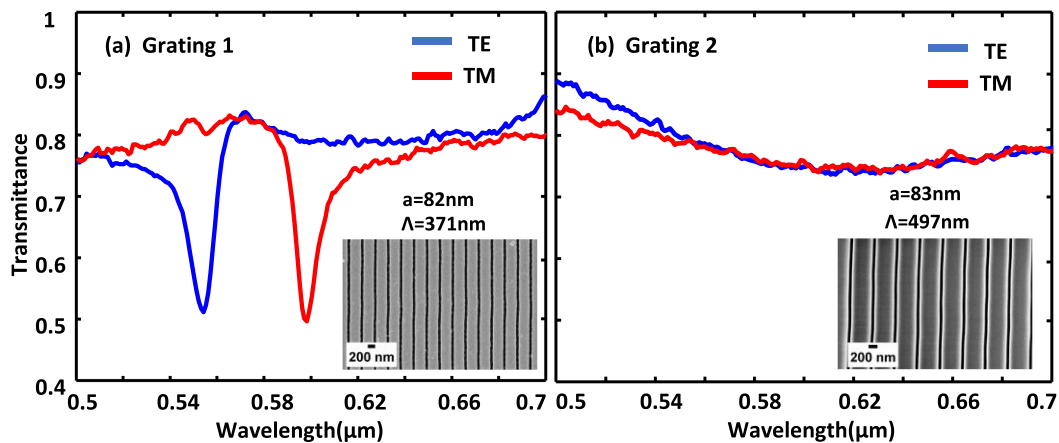 (a) Grating 1
TE
TM
a=82nm
Λ=371nm
200 nm
1
0.9
0.8
0.7
0.6
0.5
0.4
Transmittance
0.5
0.54
0.58
0.62
0.66
0.7
Wavelength(μm)
(b) Grating 2
TE
TM
a=83nm
Λ=497nm
200 nm
0.5
0.54
0.58
0.62
0.66
0.7
Wavelength(μm)